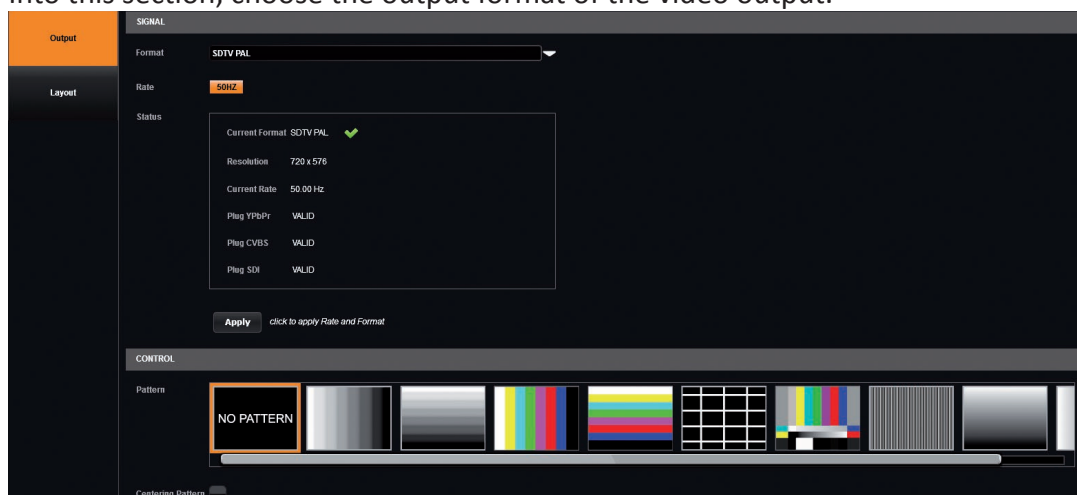 into this section, choose the output format of the video output.
Output
Layout
SIGNAL
Format SDTV PAL
Rate 50HZ
Status
Current Format SDTV PAL
Resolution 720 x 576
Current Rate 50.00 Hz
Plug YPbPr VALID
Plug CVBS VALID
Plug SDI VALID
Apply click to apply Rate and Format
CONTROL
Pattern
NO PATTERN
Centering Pattern